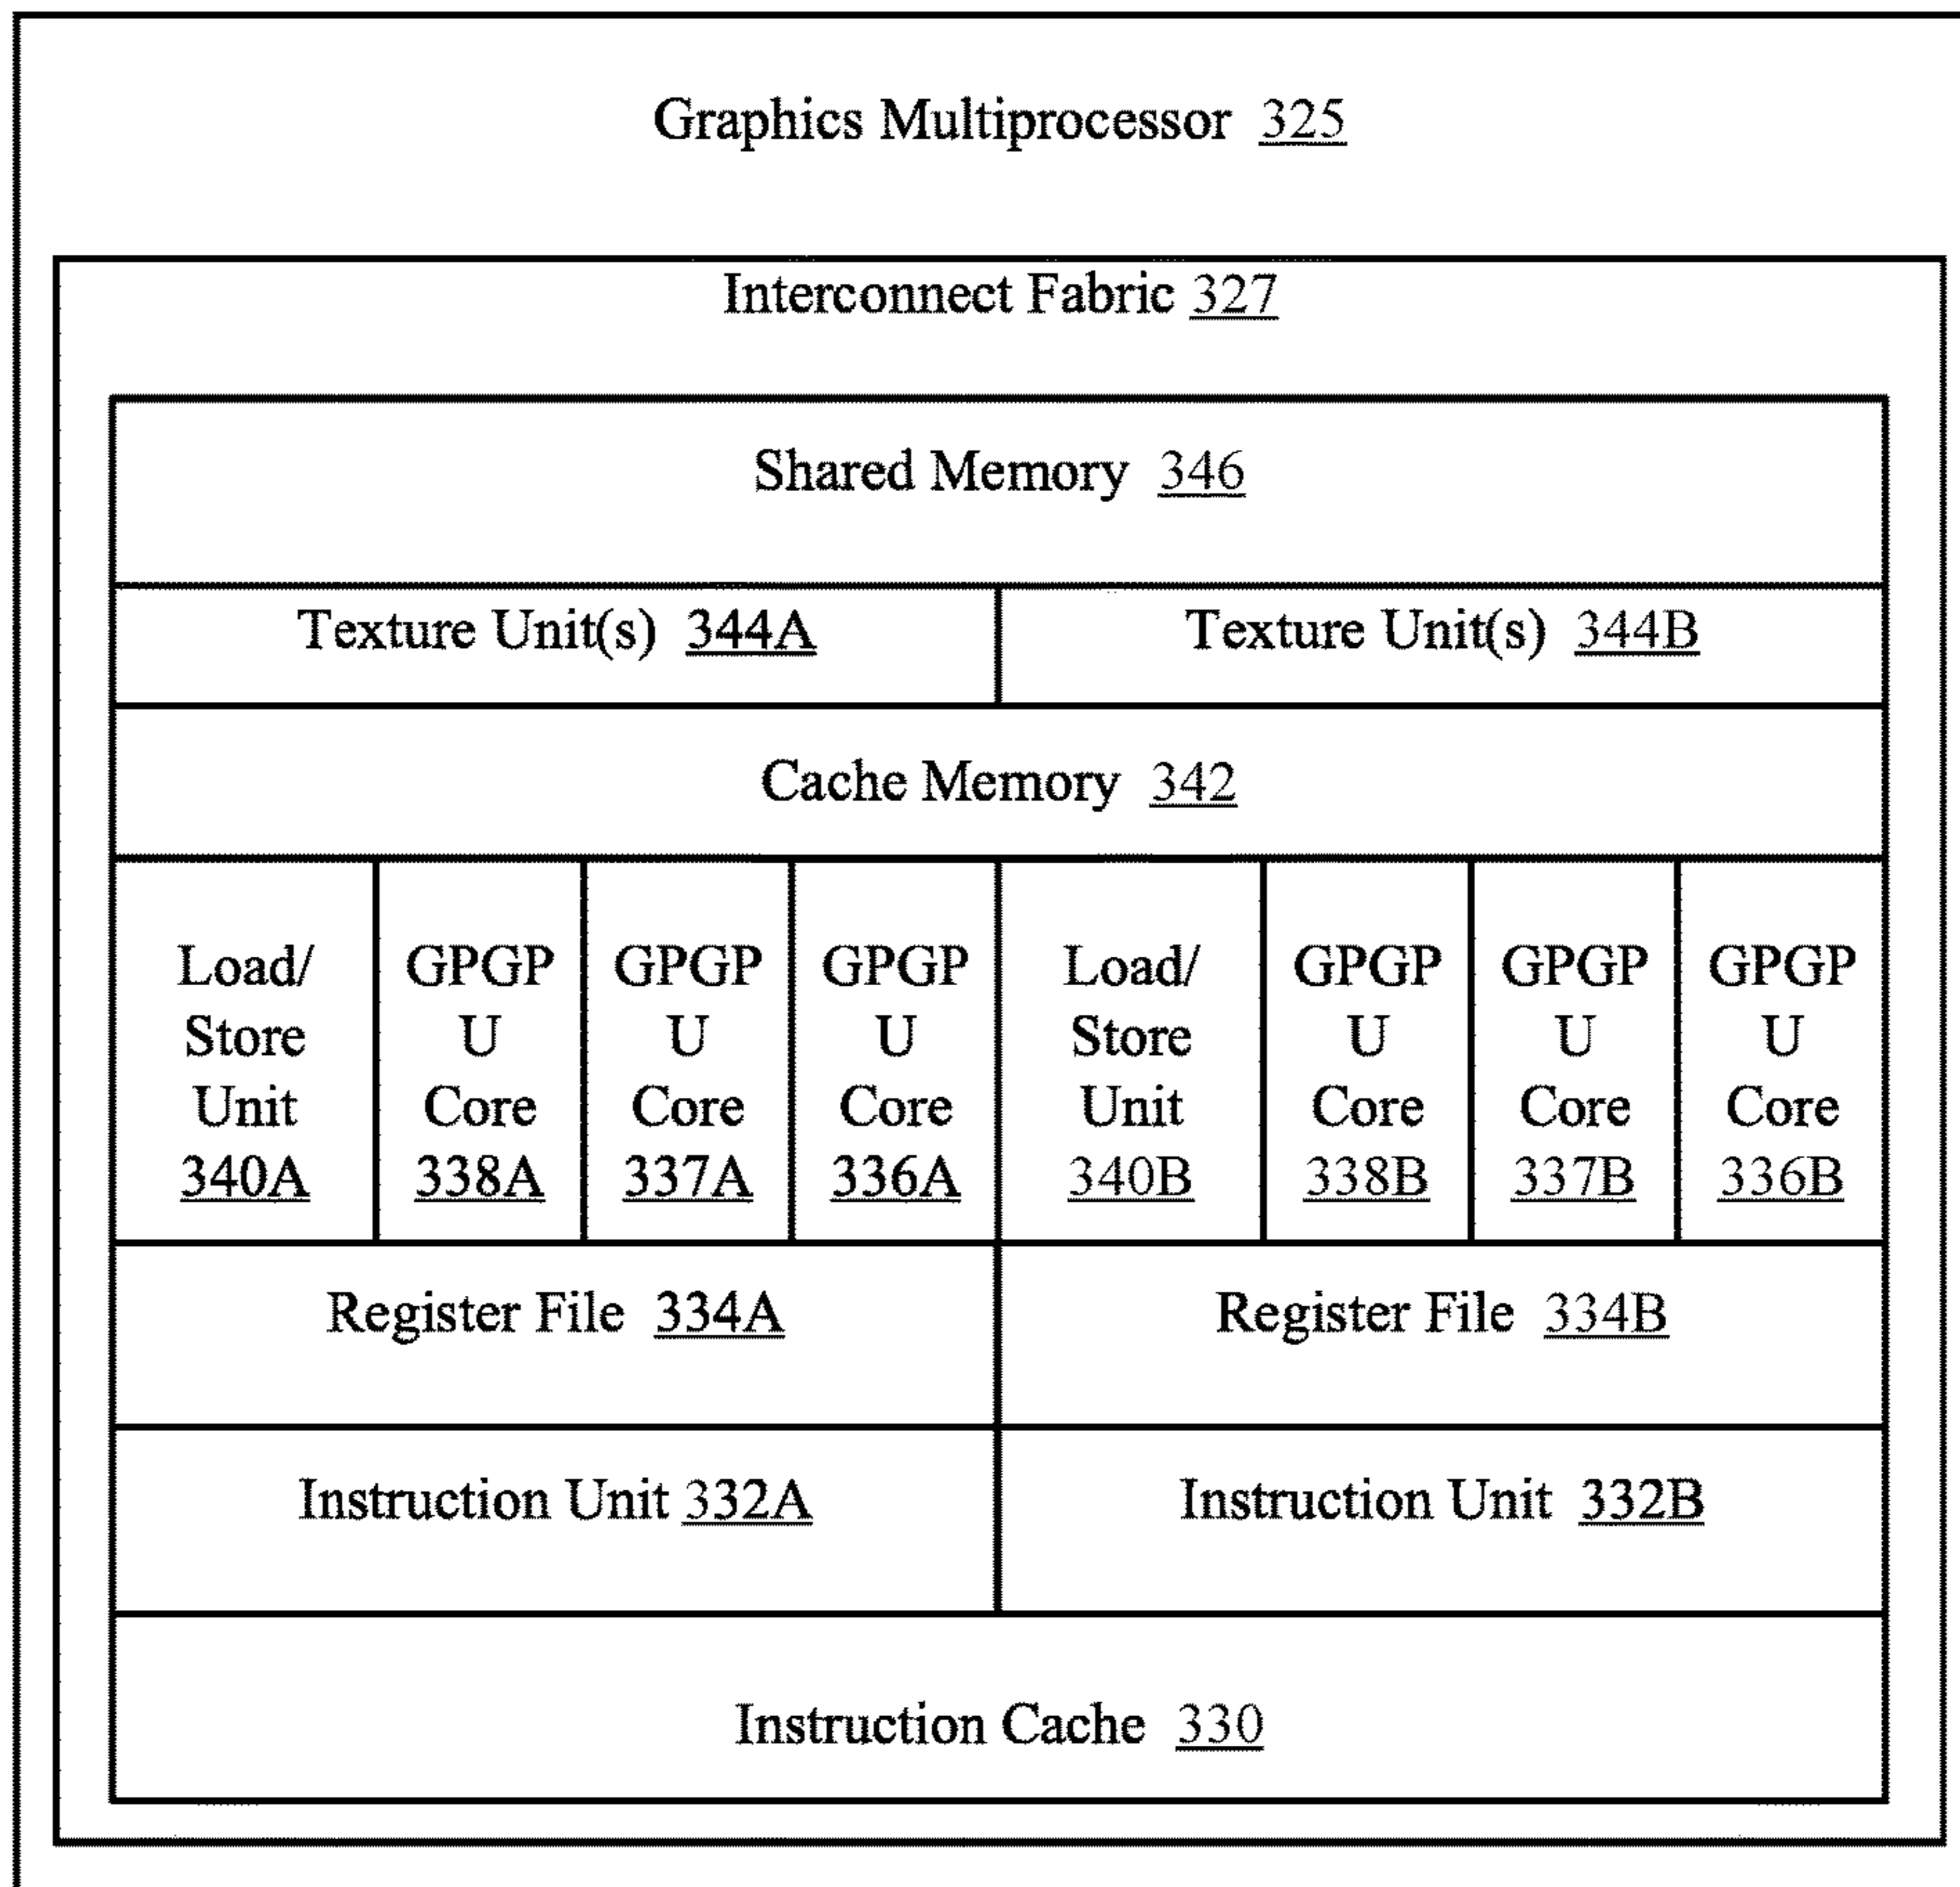 Graphics Multiprocessor 325
Interconnect Fabric 327
Shared Memory 346
Texture Unit(s) 344A
Texture Unit(s) 344B
Cache Memory 342
Load/
Store
Unit
340A
GPGP
U
Core
338A
GPGP
U
Core
337A
GPGP
U
Core
336A
Load/
Store
Unit
340B
GPGP
U
Core
338B
GPGP
U
Core
337B
GPGP
U
Core
336B
Register File 334A
Register File 334B
Instruction Unit 332A
Instruction Unit 332B
Instruction Cache 330